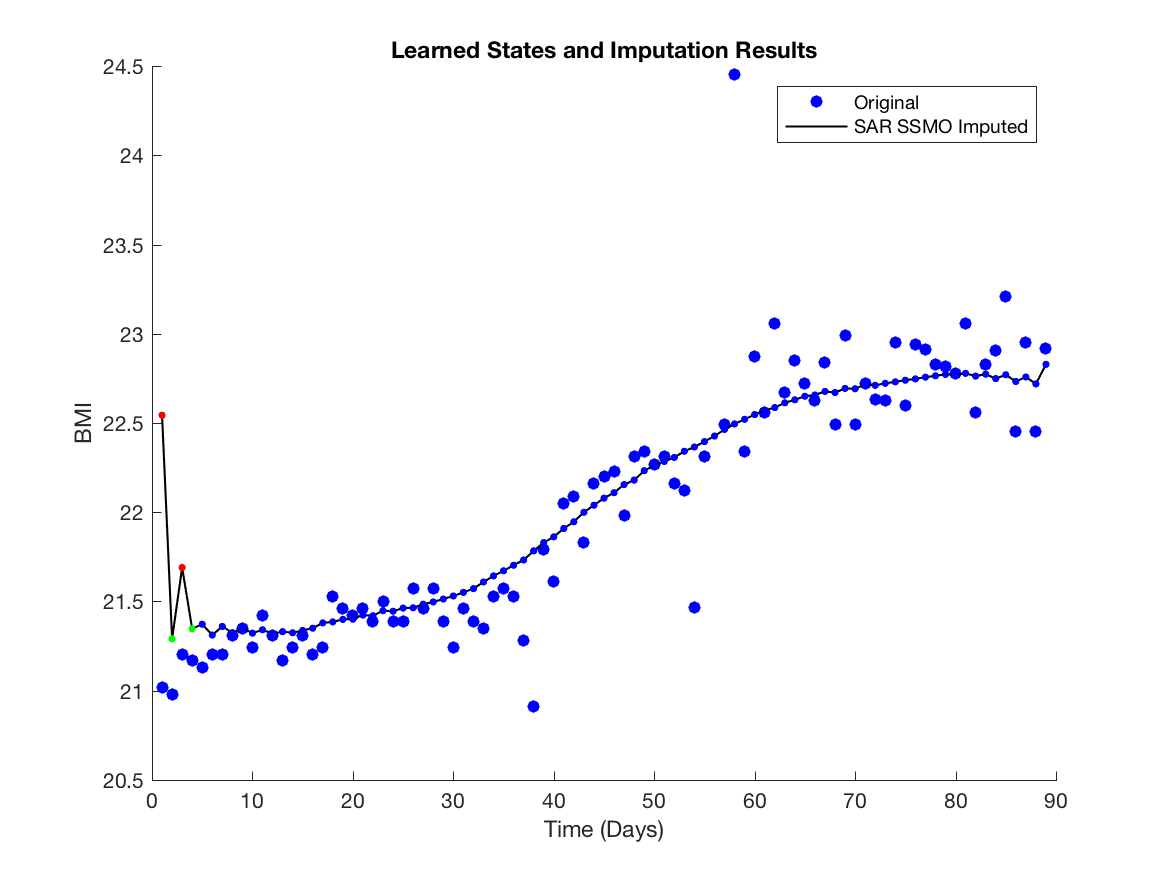 Learned States and Imputation Results
24.5
24
23.5
23
22.5
22
21.5
21
20.5
BMI
Original
SAR SSMO Imputed
0 10 20 30 40 50 60 70 80 90
Time (Days)